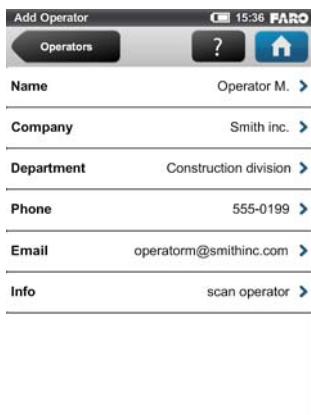 Add Operator 15:36 FARO
Operators ?
Name Operator M.
Company Smith inc.
Department Construction division
Phone 555-0199
Email operatorm@smithinc.com
Info scan operator